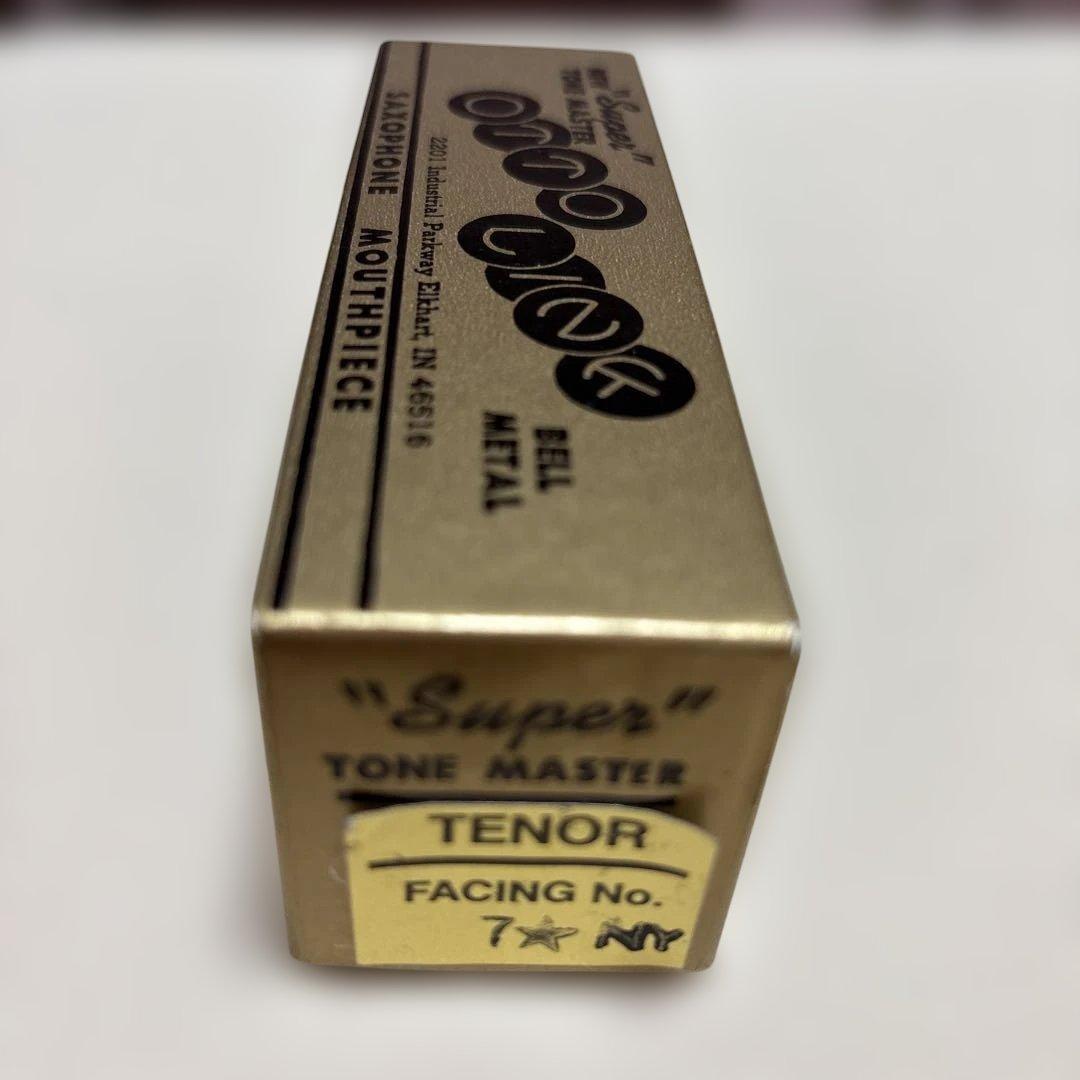 NEW "Super"
TONE MASTER
OTTO
LINK
BELL
METAL
2201 Industrial Parkway Elkhart, IN 46516
SAXOPHONE MOUTHPIECE
"Super"
TONE MASTER
TENOR
FACING No.
7☆